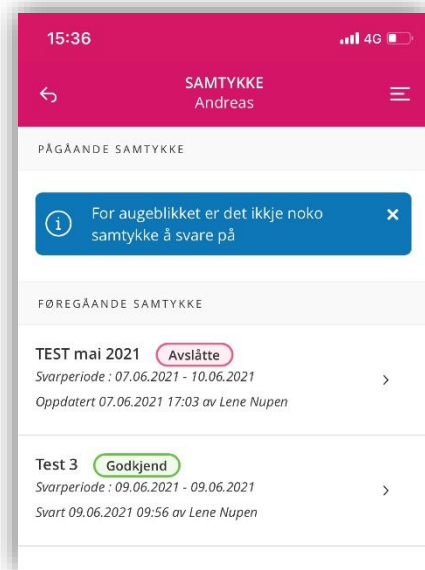 15:36
4G
SAMTYKKE
Andreas
PÅGÅANDE SAMTYKKE
For augeblikket er det ikkje noko
samtykke å svare på
FØREGÅANDE SAMTYKKE
TEST mai 2021 Avslåtte
Svarperiode : 07.06.2021 - 10.06.2021
Oppdatert 07.06.2021 17:03 av Lene Nupen
Test 3 Godkjend
Svarperiode : 09.06.2021 - 09.06.2021
Svart 09.06.2021 09:56 av Lene Nupen